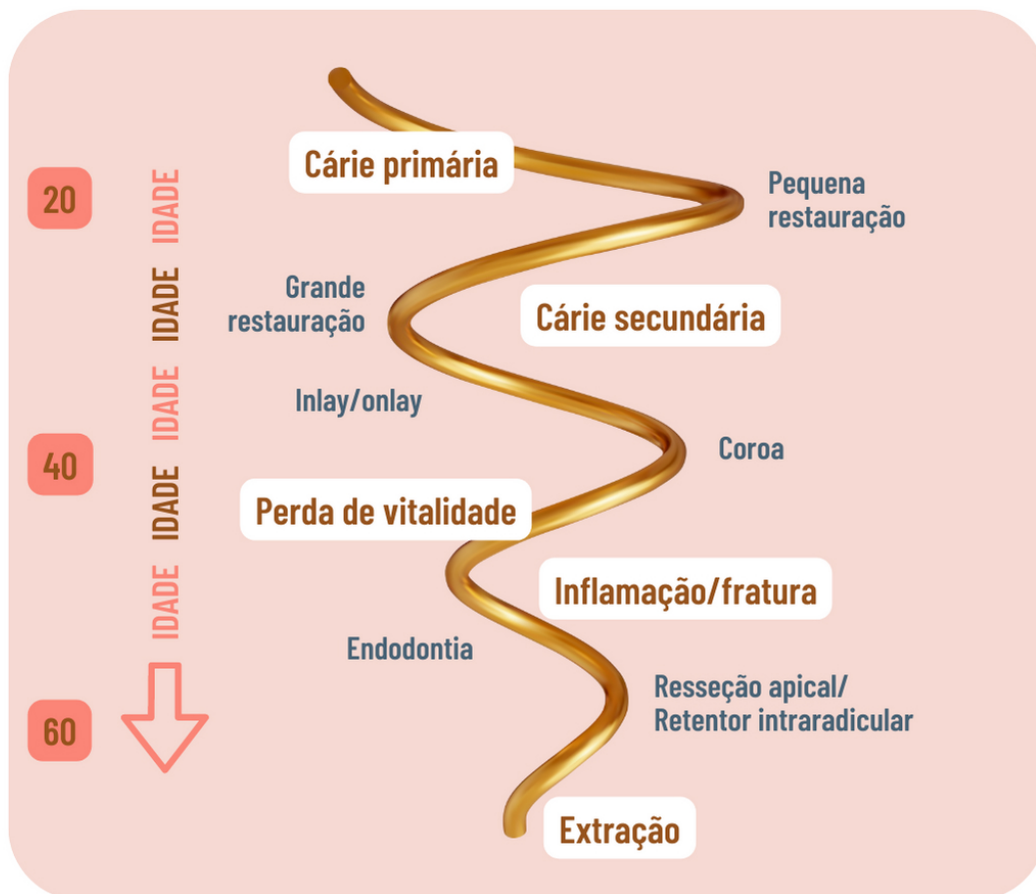 Cárie primária
20
IDADE
Pequena
restauração
IDADE
Grande
restauração
Cárie secundária
IDADE
Inlay/onlay
40
Coroa
IDADE
Perda de vitalidade
Inflamação/fratura
IDADE
Endodontia
60
Resseção apical/
Retentor intraradicular
Extração